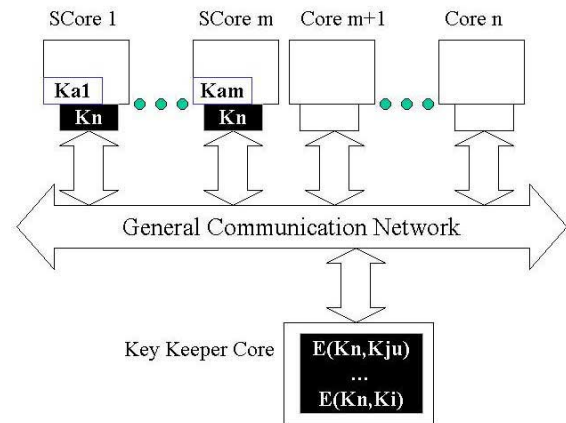 SCore 1
SCore m
Core m+1
Core n
Ka1
Kam
Kn
Kn
General Communication Network
Key Keeper Core
E(Kn,Kju)
...
E(Kn,Ki)